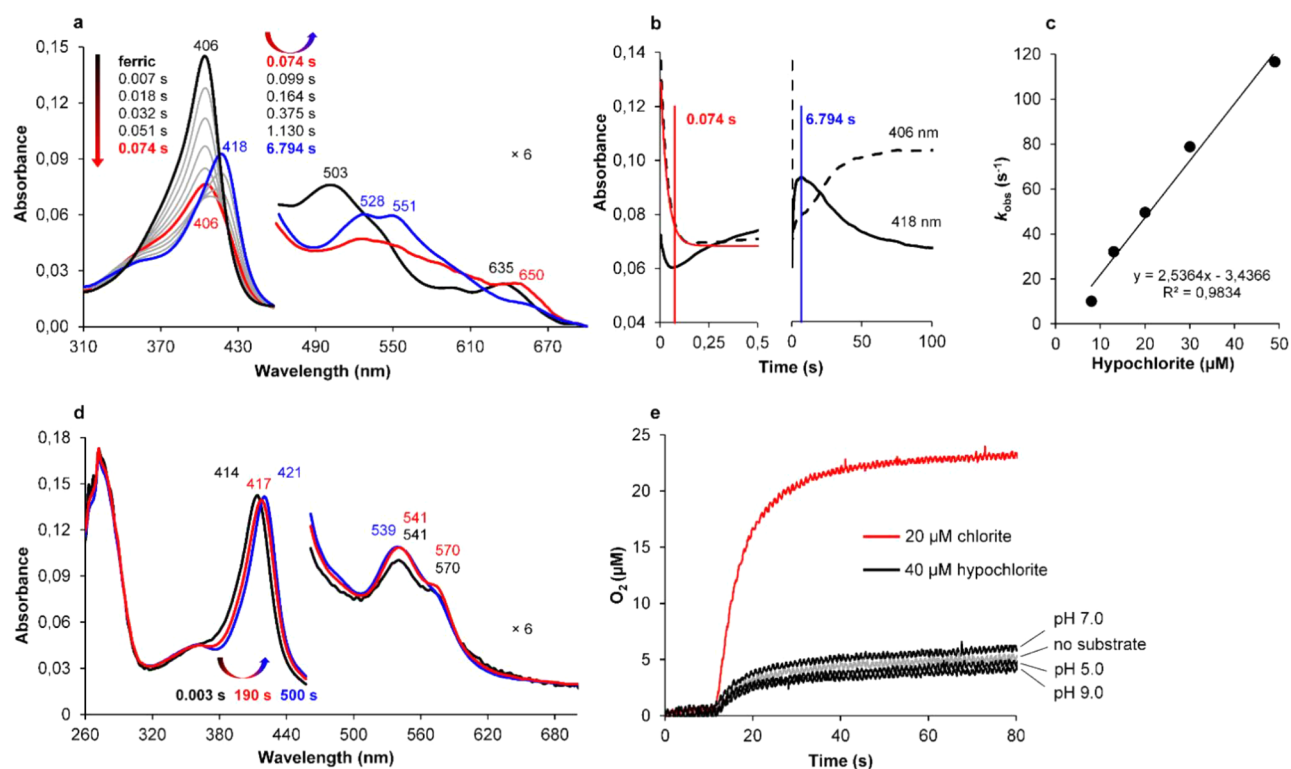 a
0,15
0,12
0,09
0,06
0,03
0,00
Absorbance
310
370
430
490
550
610
670
Wavelength (nm)
ferric
0.007 s
0.018 s
0.032 s
0.051 s
0.074 s
406
0.074 s
0.099 s
0.164 s
0.375 s
1.130 s
6.794 s
418
406
× 6
503
528
551
635
650
b
0,14
0,12
0,10
0,08
0,06
0,04
Absorbance
0.074 s
6.794 s
406 nm
418 nm
0
0,25
0,5
0
50
100
Time (s)
c
120
100
80
60
40
20
0
kobs (s-1)
y = 2,5364x - 3,4366
R² = 0,9834
0
10
20
30
40
50
Hypochlorite (µM)
d
0,18
0,15
0,12
0,09
0,06
0,03
0
Absorbance
414
417
421
539
541
541
570
570
× 6
0.003 s
190 s
500 s
260
320
380
440
500
560
620
680
Wavelength (nm)
e
25
20
15
10
5
0
O2 (µM)
20 µM chlorite
40 µM hypochlorite
pH 7.0
no substrate
pH 5.0
pH 9.0
0
20
40
60
80
Time (s)